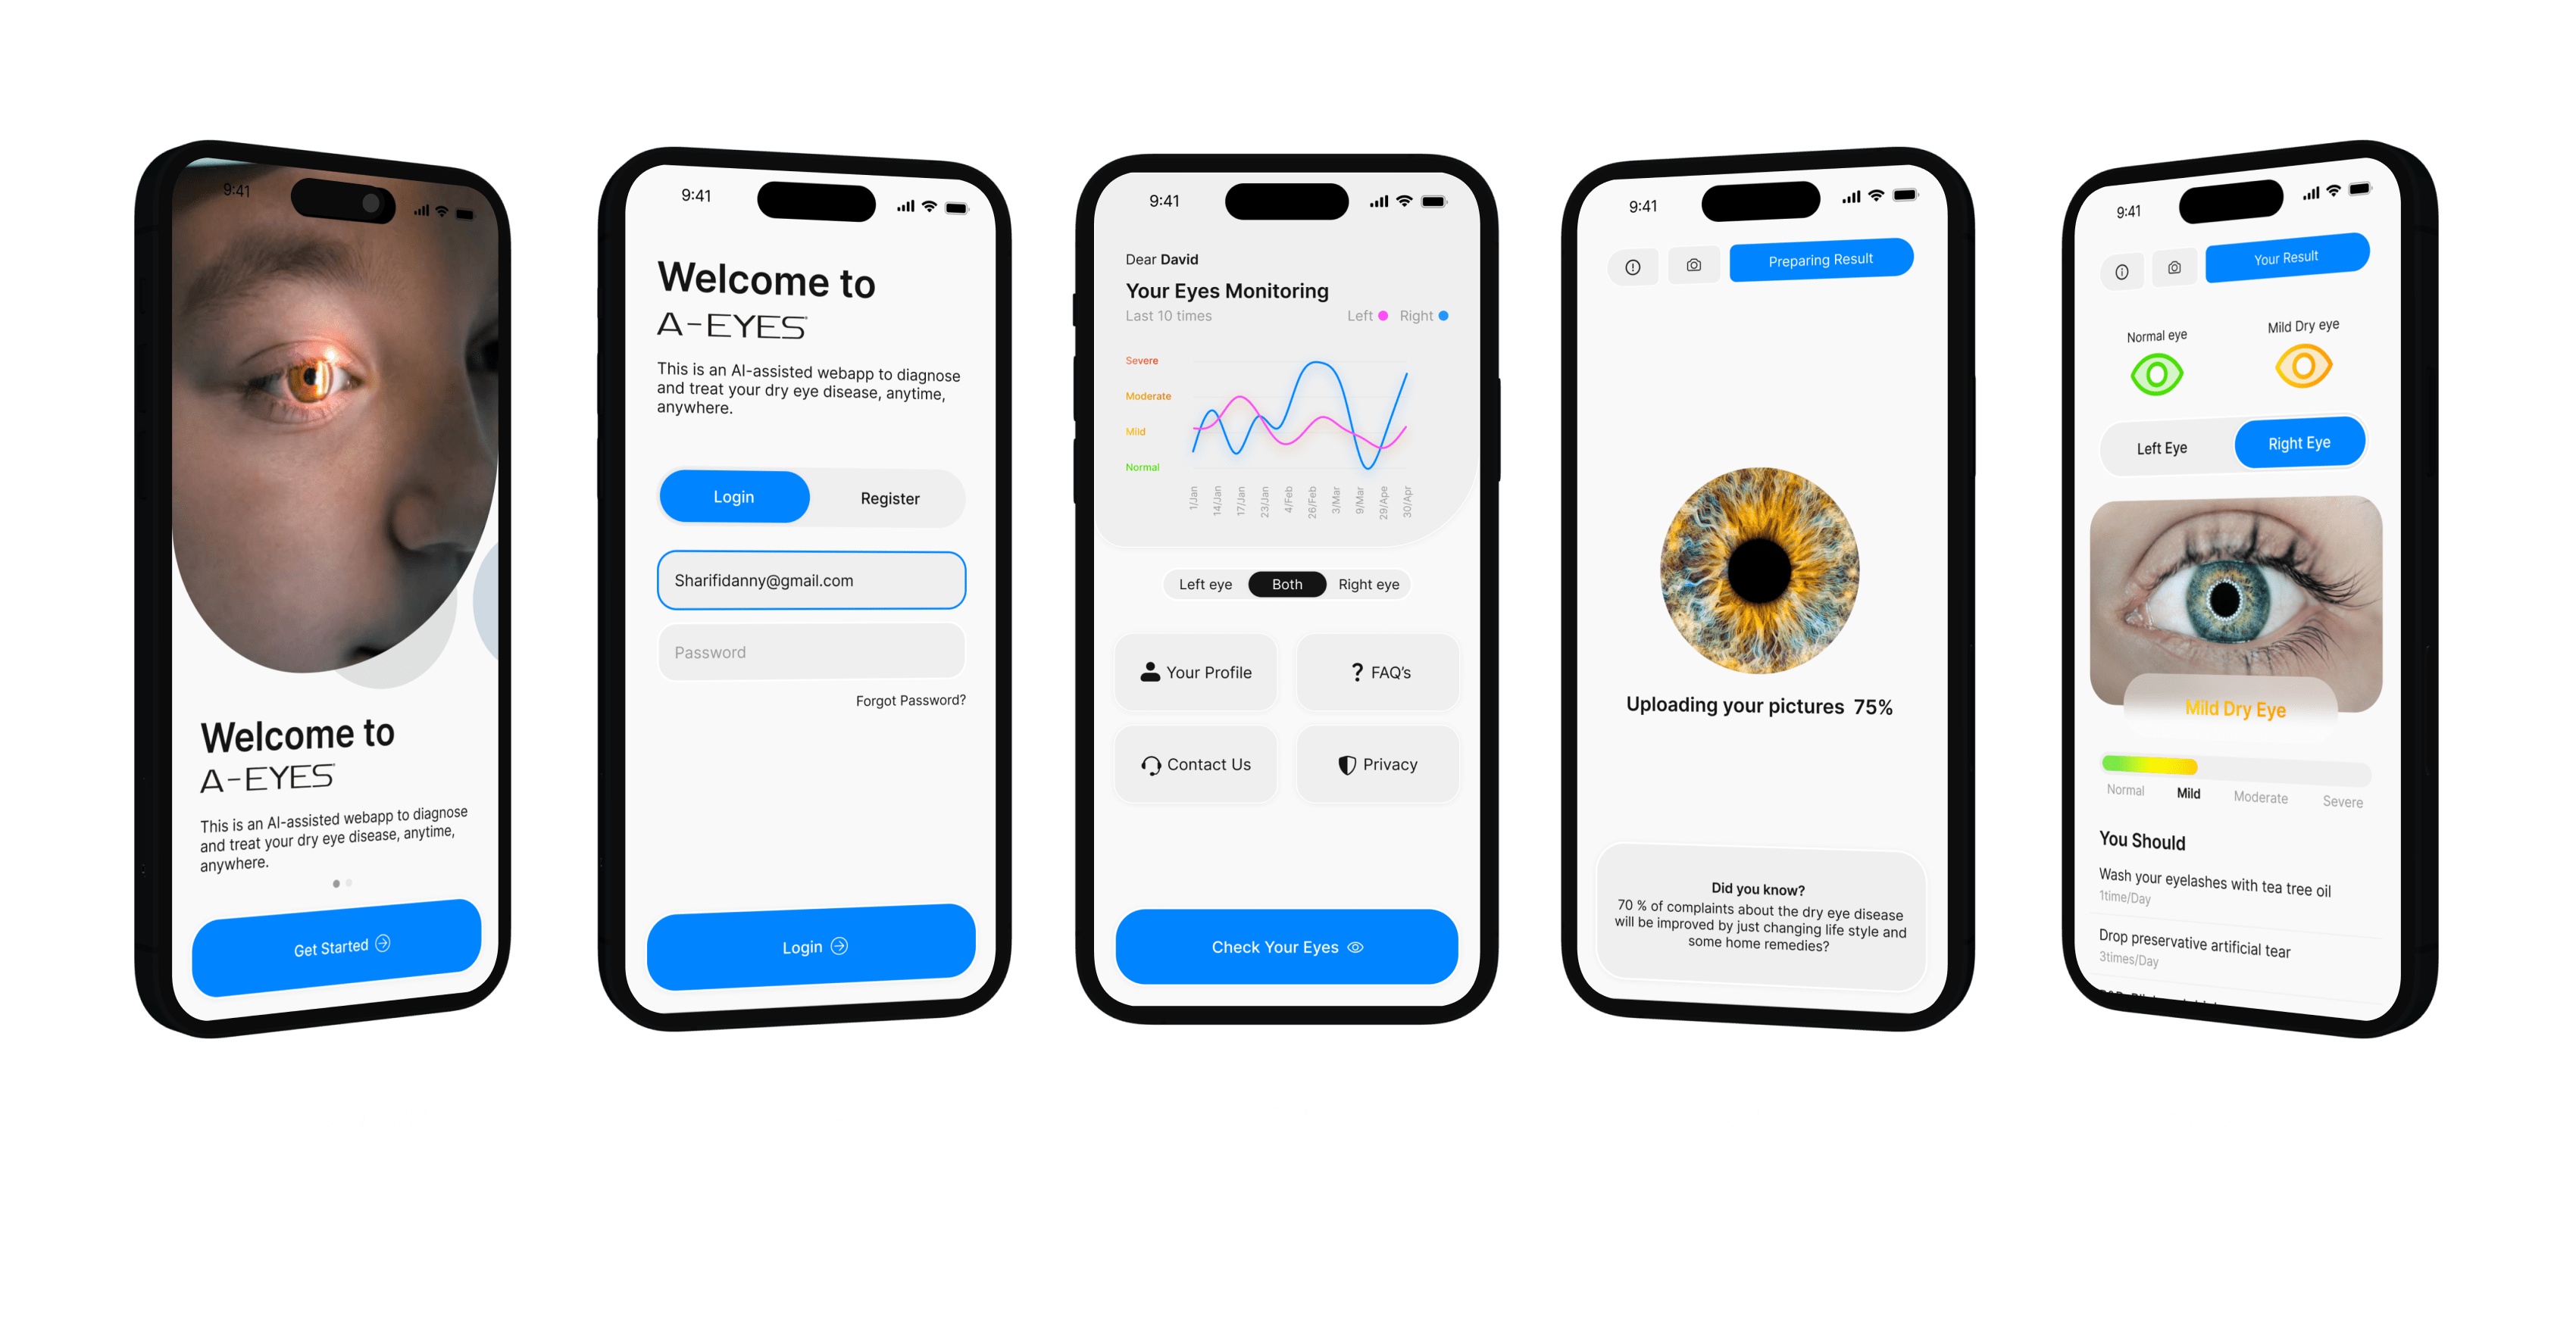 9:41
Welcome to
A-EYES
This is an AI-assisted webapp to diagnose
and treat your dry eye disease, anytime,
anywhere.
Get Started
9:41
Welcome to
A-EYES
This is an AI-assisted webapp to diagnose
and treat your dry eye disease, anytime,
anywhere.
Login Register
Sharifidanny@gmail.com
Password
Forgot Password?
Login
9:41
Dear David
Your Eyes Monitoring
Last 10 times Left Right
Severe
Moderate
Mild
Normal
1/Jan 14/Jan 17/Jan 23/Jan 4/Feb 26/Feb 3/Mar 9/Mar 29/Ape 30/Apr
Left eye Both Right eye
Your Profile ? FAQ's
Contact Us Privacy
Check Your Eyes
9:41
Preparing Result
Uploading your pictures 75%
Did you know?
70 % of complaints about the dry eye disease
will be improved by just changing life style and
some home remedies?
9:41
Your Result
Normal eye Mild Dry eye
Left Eye Right Eye
Mild Dry Eye
Normal Mild Moderate Severe
You Should
Wash your eyelashes with tea tree oil
1time/Day
Drop preservative artificial tear
3times/Day